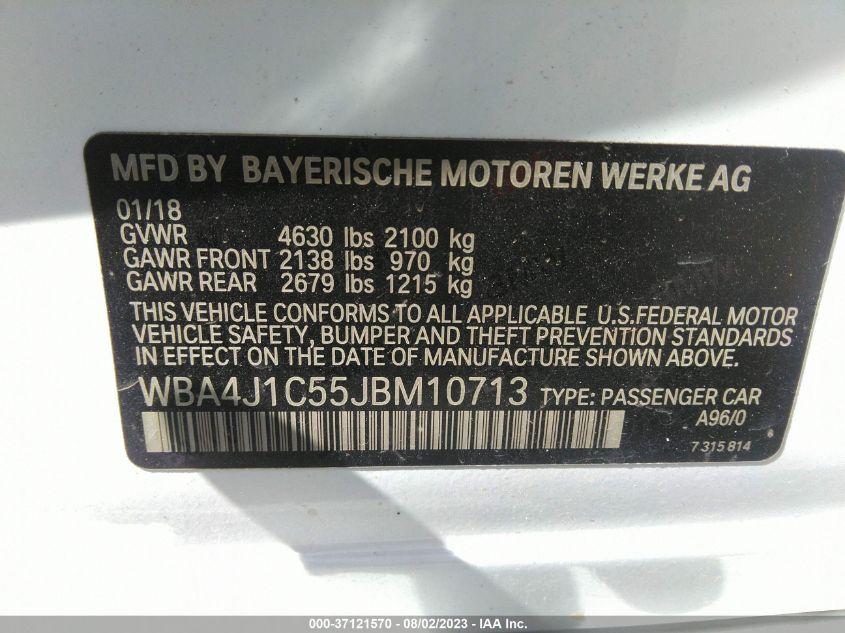 MFD BY BAYERISCHE MOTOREN WERKE AG
01/18
GVWR 4630 lbs 2100 kg
GAWR FRONT 2138 lbs 970 kg
GAWR REAR 2679 lbs 1215 kg
THIS VEHICLE CONFORMS TO ALL APPLICABLE U.S.FEDERAL MOTOR
VEHICLE SAFETY, BUMPER AND THEFT PREVENTION STANDARDS
IN EFFECT ON THE DATE OF MANUFACTURE SHOWN ABOVE.
WBA4J1C55JBM10713 TYPE: PASSENGER CAR
A96/0
7 315 814
000-37121570 - 08/02/2023 - IAA Inc.